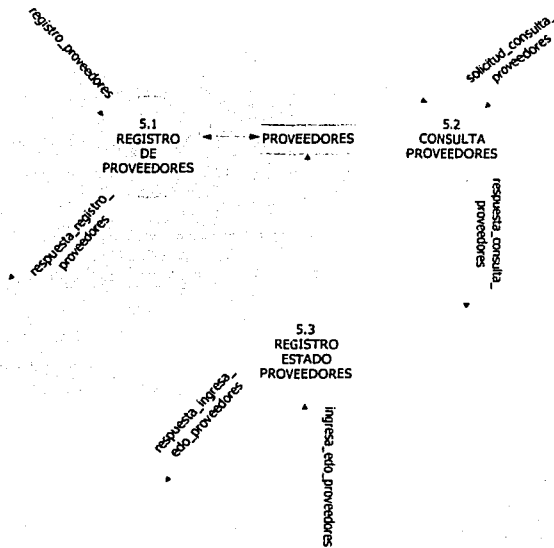 registro_proveedores
solicitud_consulta_
proveedores
5.1
REGISTRO
DE
PROVEEDORES
PROVEEDORES
5.2
CONSULTA
PROVEEDORES
respuesta_registro_
proveedores
respuesta_consulta_
proveedores
5.3
REGISTRO
ESTADO
PROVEEDORES
respuesta_ingresa_
edo_proveedores
ingresa_edo_proveedores